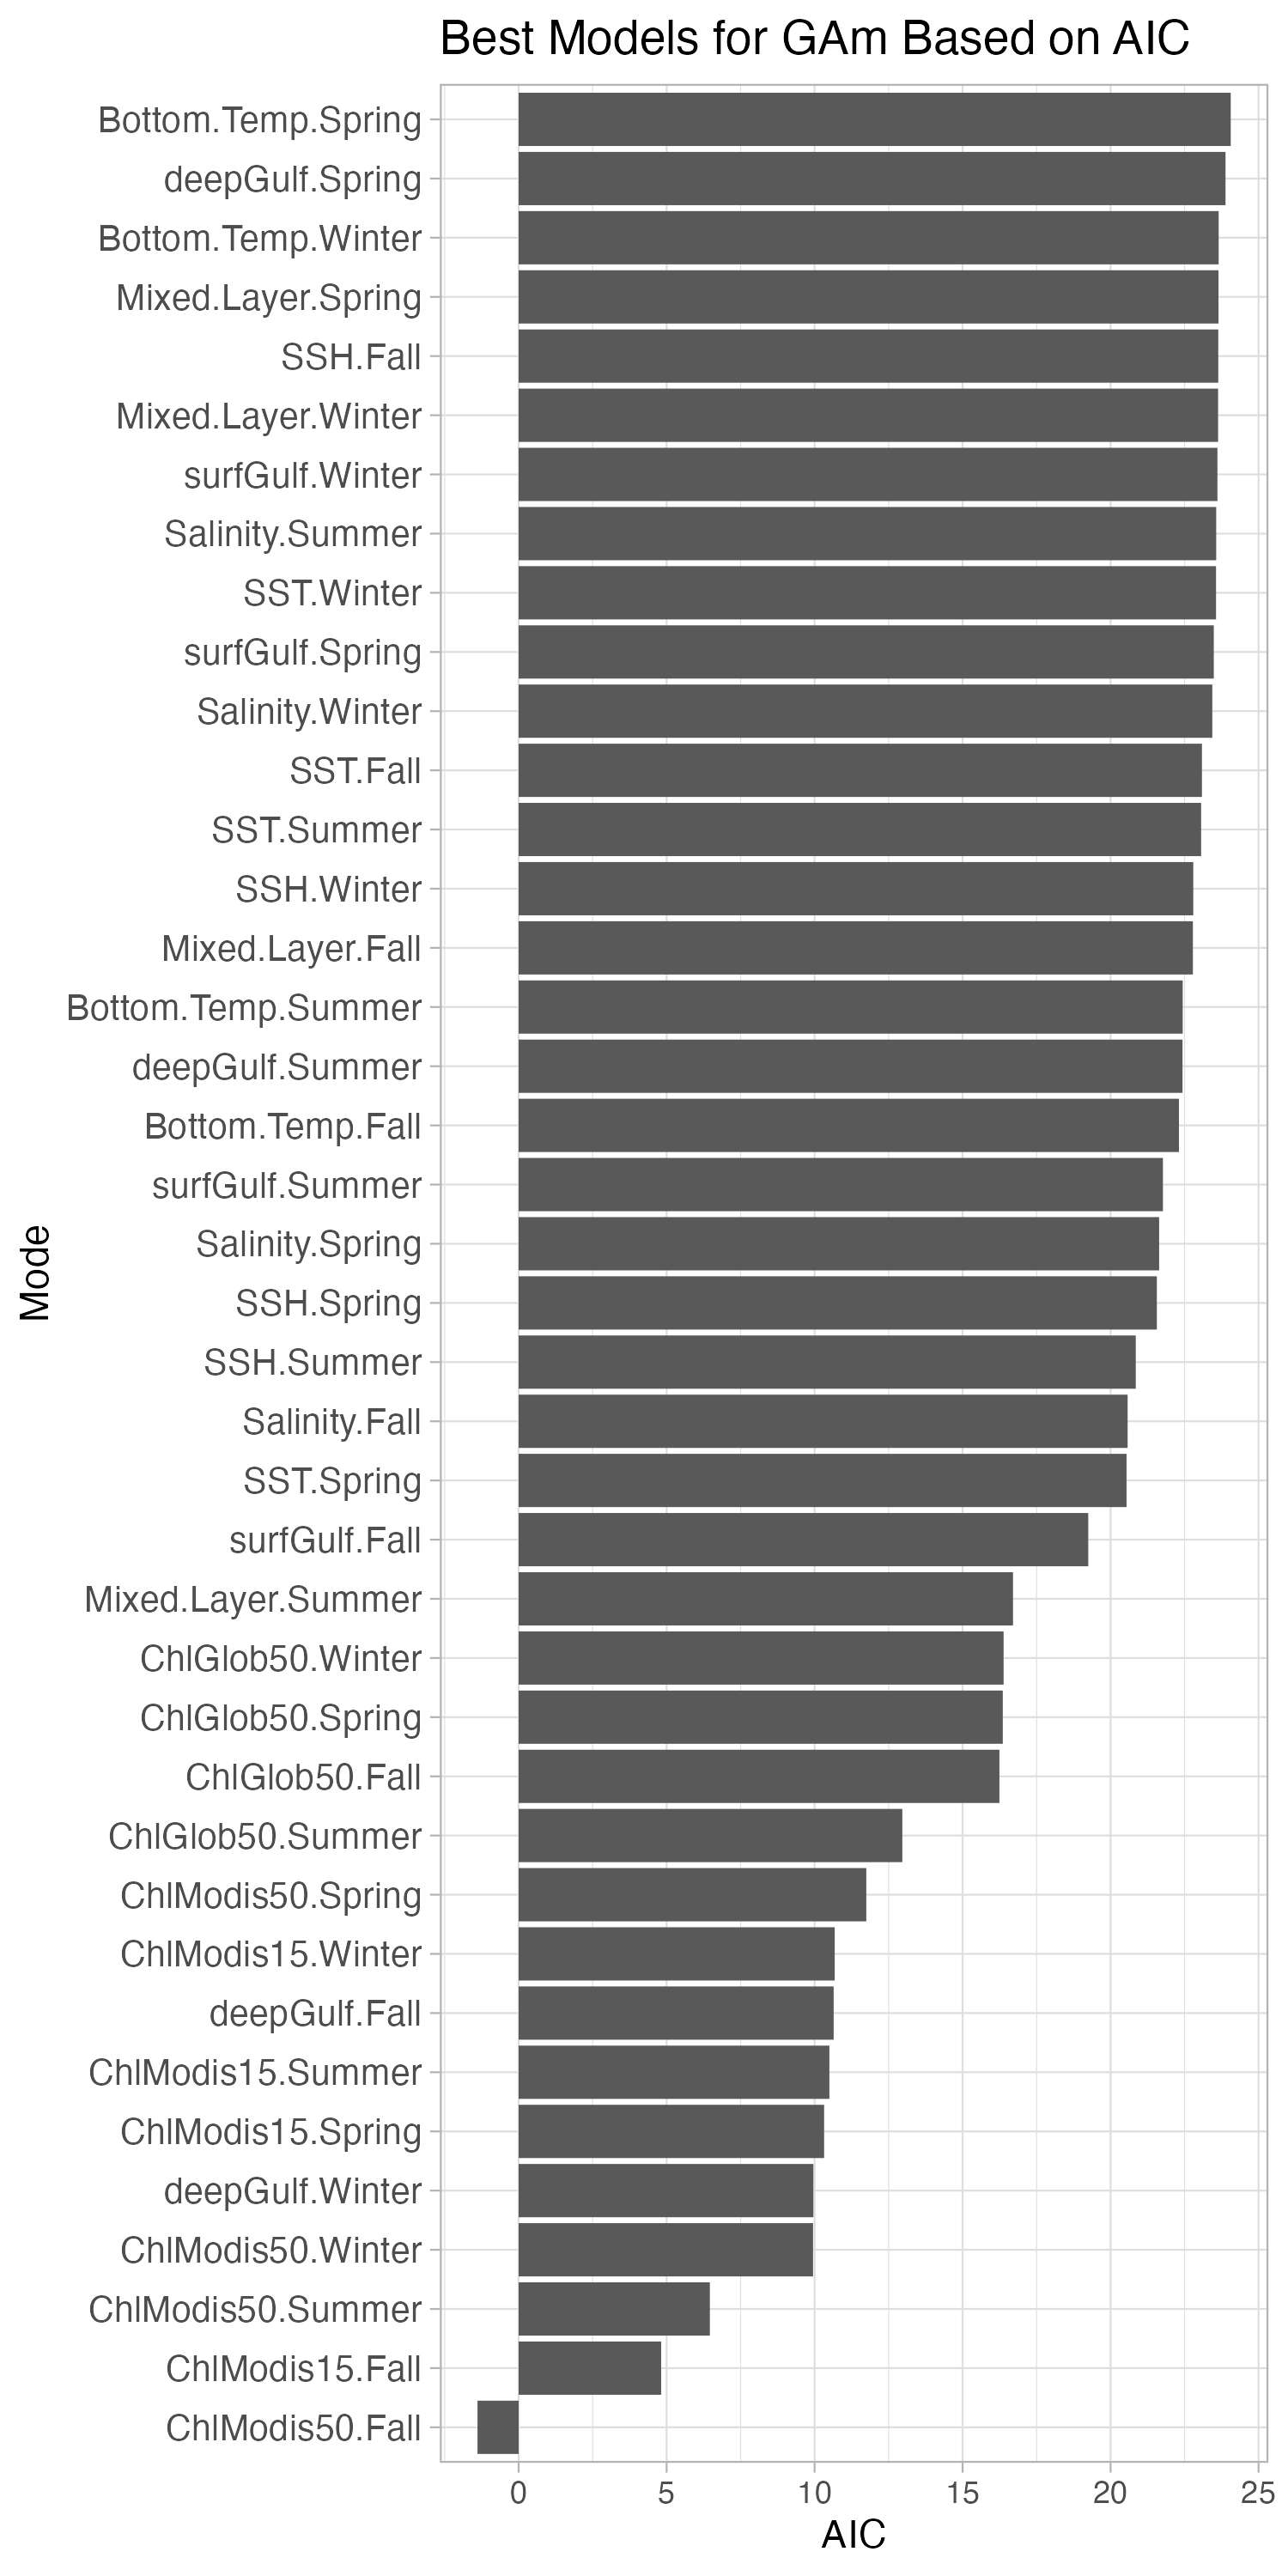 Best Models for GAm Based on AIC
Bottom.Temp.Spring
deepGulf.Spring
Bottom.Temp.Winter
Mixed.Layer.Spring
SSH.Fall
Mixed.Layer.Winter
surfGulf.Winter
Salinity.Summer
SST.Winter
surfGulf.Spring
Salinity.Winter
SST.Fall
SST.Summer
SSH.Winter
Mixed.Layer.Fall
Bottom.Temp.Summer
deepGulf.Summer
Bottom.Temp.Fall
surfGulf.Summer
Salinity.Spring
SSH.Spring
SSH.Summer
Salinity.Fall
SST.Spring
surfGulf.Fall
Mixed.Layer.Summer
ChlGlob50.Winter
ChlGlob50.Spring
ChlGlob50.Fall
ChlGlob50.Summer
ChlModis50.Spring
ChlModis15.Winter
deepGulf.Fall
ChlModis15.Summer
ChlModis15.Spring
deepGulf.Winter
ChlModis50.Winter
ChlModis50.Summer
ChlModis15.Fall
ChlModis50.Fall
Mode
0 5 10 15 20 25
AIC